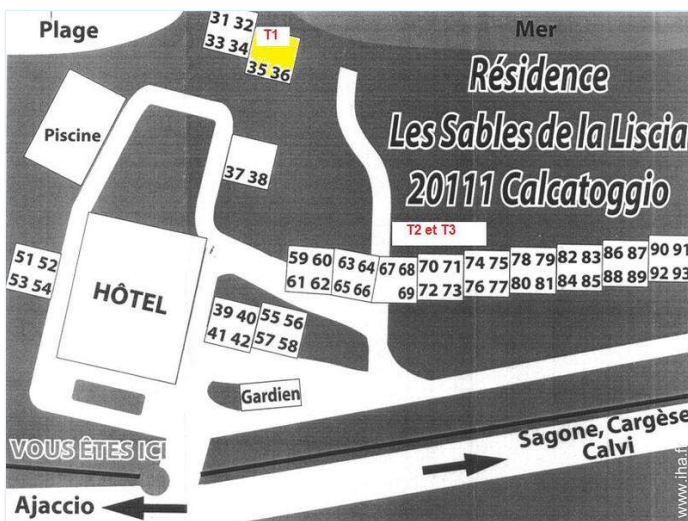 Plage
31 32
33 34
T1
35 36
Mer
Résidence
Les Sables de la Liscia
20111 Calcatoggio
Piscine
37 38
T2 et T3
51 52
53 54
HÔTEL
59 60
61 62
63 64
65 66
67 68
69
70 71
72 73
74 75
76 77
78 79
80 81
82 83
84 85
86 87
88 89
90 91
92 93
39 40
41 42
55 56
57 58
Gardien
VOUS ÊTES ICI
Sagone, Cargèse
Calvi
Ajaccio
www.iha.f